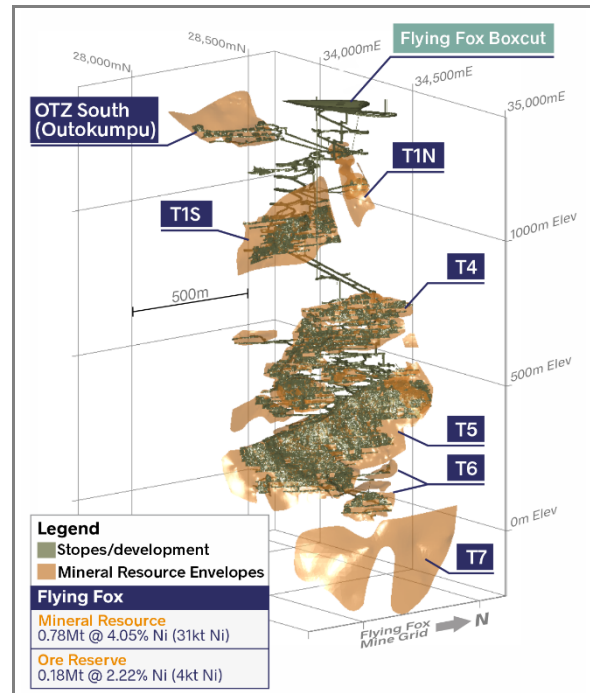 28,000mN
28,500mN
34,000mE
34,500mE
35,000mE
Flying Fox Boxcut
OTZ South
(Outokumpu)
T1N
T1S
1000m Elev
T4
500m
500m Elev
T5
T6
0m Elev
T7
Flying Fox
Mine Grid
N
Legend
Stopes/development
Mineral Resource Envelopes
Flying Fox
Mineral Resource
0.78Mt @ 4.05% Ni (31kt Ni)
Ore Reserve
0.18Mt @ 2.22% Ni (4kt Ni)